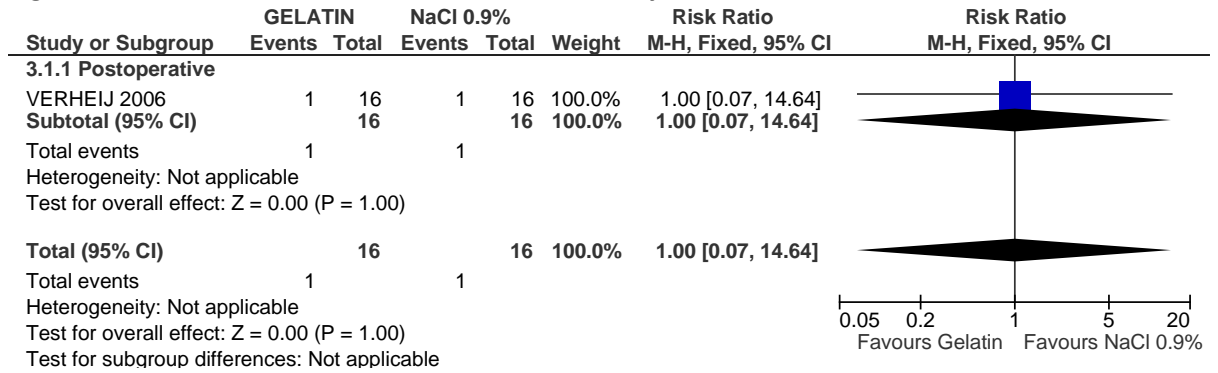 GELATIN NaCl 0.9% Risk Ratio Risk Ratio
Study or Subgroup Events Total Events Total Weight M-H, Fixed, 95% CI M-H, Fixed, 95% CI
3.1.1 Postoperative
VERHEIJ 2006 1 16 1 16 100.0% 1.00 [0.07, 14.64]
Subtotal (95% CI) 16 16 100.0% 1.00 [0.07, 14.64]
Total events 1 1
Heterogeneity: Not applicable
Test for overall effect: Z = 0.00 (P = 1.00)
Total (95% CI) 16 16 100.0% 1.00 [0.07, 14.64]
Total events 1 1
Heterogeneity: Not applicable
Test for overall effect: Z = 0.00 (P = 1.00)
Test for subgroup differences: Not applicable
0.05 0.2 1 5 20
Favours Gelatin Favours NaCl 0.9%